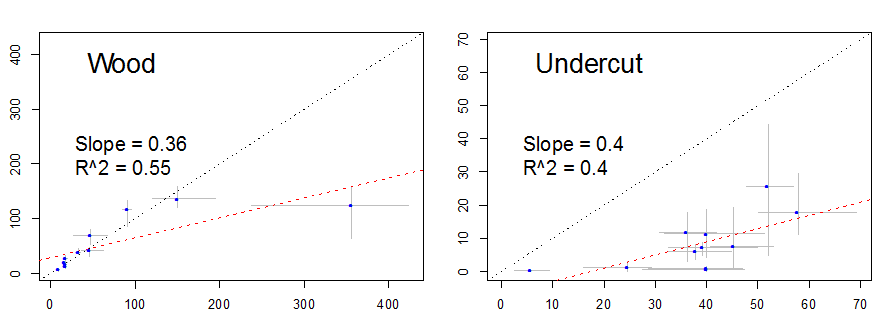 Wood
Slope = 0.36
R^2 = 0.55
0 100 200 300 400
0 100 200 300 400
Undercut
Slope = 0.4
R^2 = 0.4
0 10 20 30 40 50 60 70
0 10 20 30 40 50 60 70